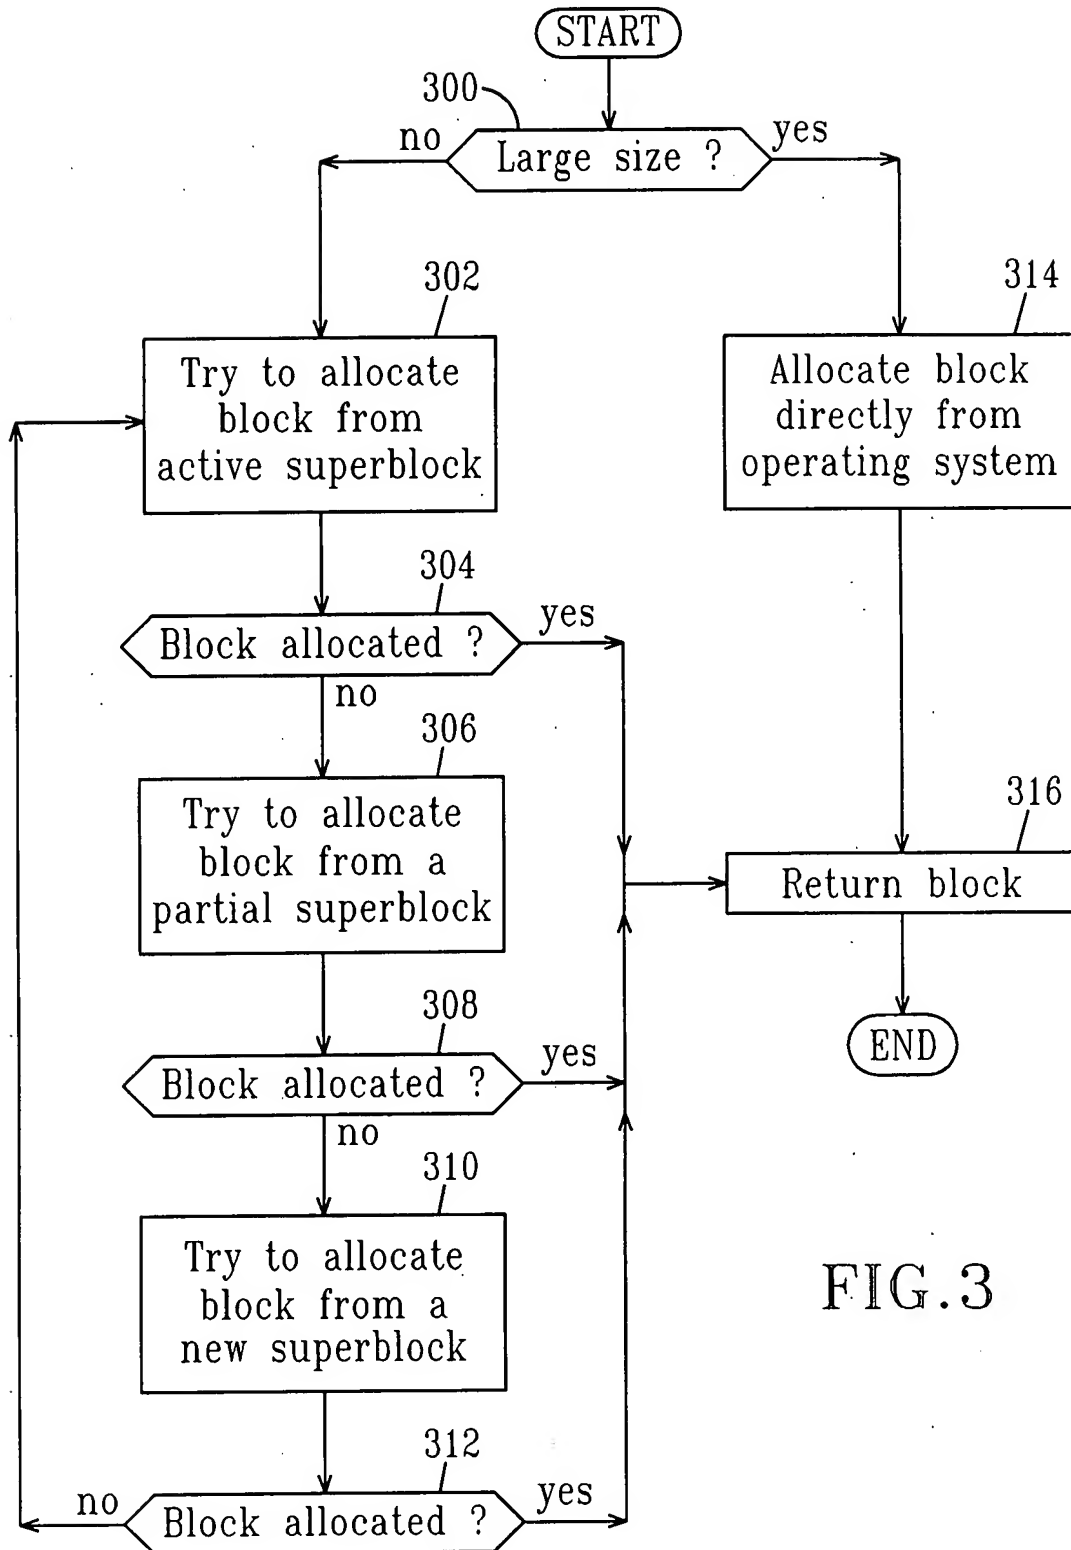 START
300
no
yes
Large size ?
302
314
Try to allocate
block from
active superblock
Allocate block
directly from
operating system
304
Block allocated ?
yes
no
306
Try to allocate
block from a
partial superblock
316
Return block
308
Block allocated ?
yes
no
END
310
Try to allocate
block from a
new superblock
FIG.3
312
no
Block allocated ?
yes